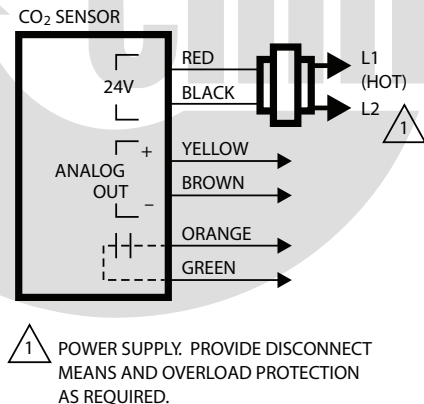 CO₂ SENSOR
RED
L1
(HOT)
24V
BLACK
L2
1
+
YELLOW
ANALOG
OUT
BROWN
–
ORANGE
GREEN
1 POWER SUPPLY. PROVIDE DISCONNECT
MEANS AND OVERLOAD PROTECTION
AS REQUIRED.